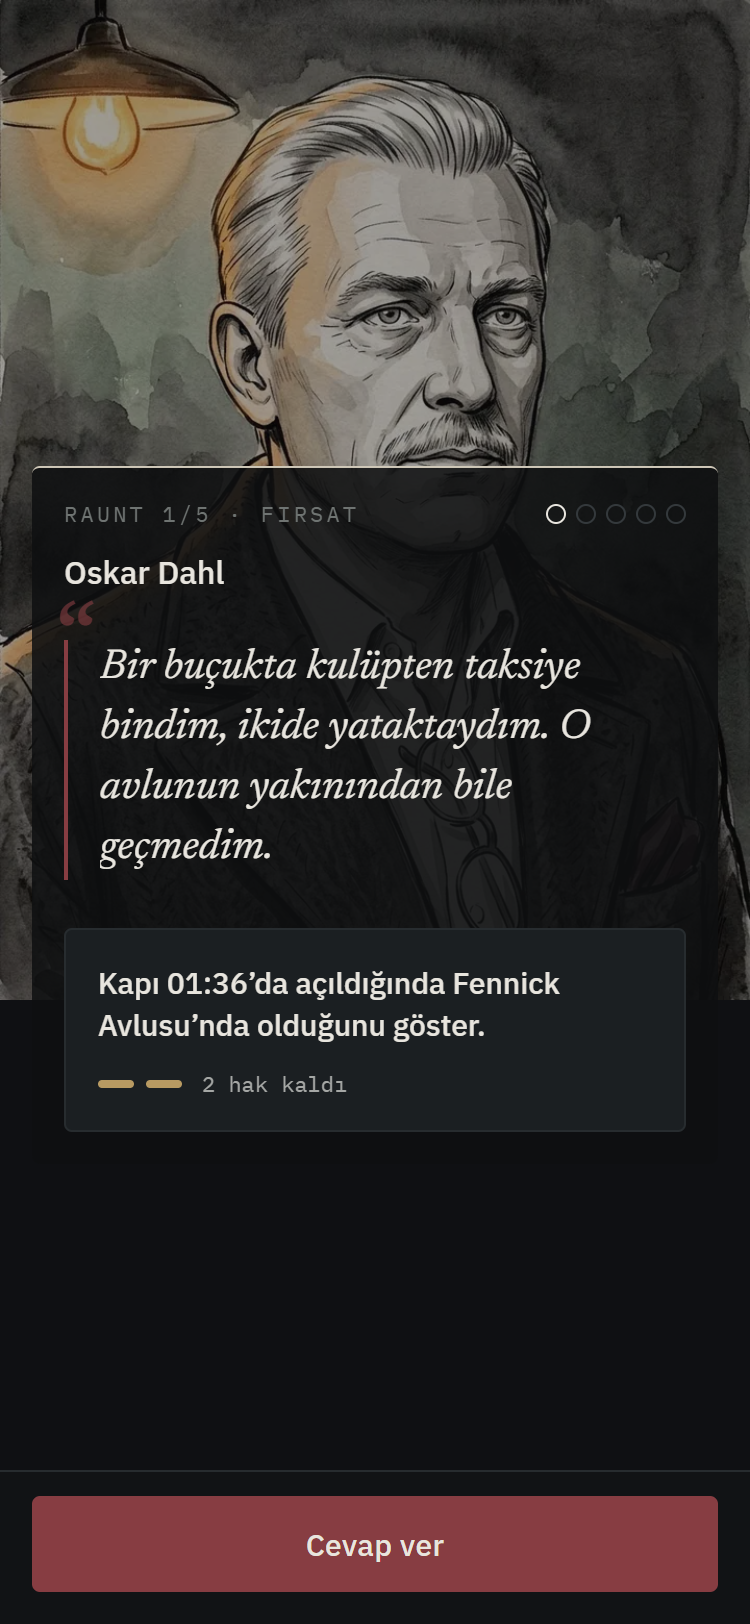 RAUNT 1/5 · FIRSAT
Oskar Dahl
“
Bir buçukta kulüpten taksiye
bindim, ikide yataktaydım. O
avlunun yakınından bile
geçmedim.
Kapı 01:36’da açıldığında Fennick
Avlusu’nda olduğunu göster.
2 hak kaldı
Cevap ver